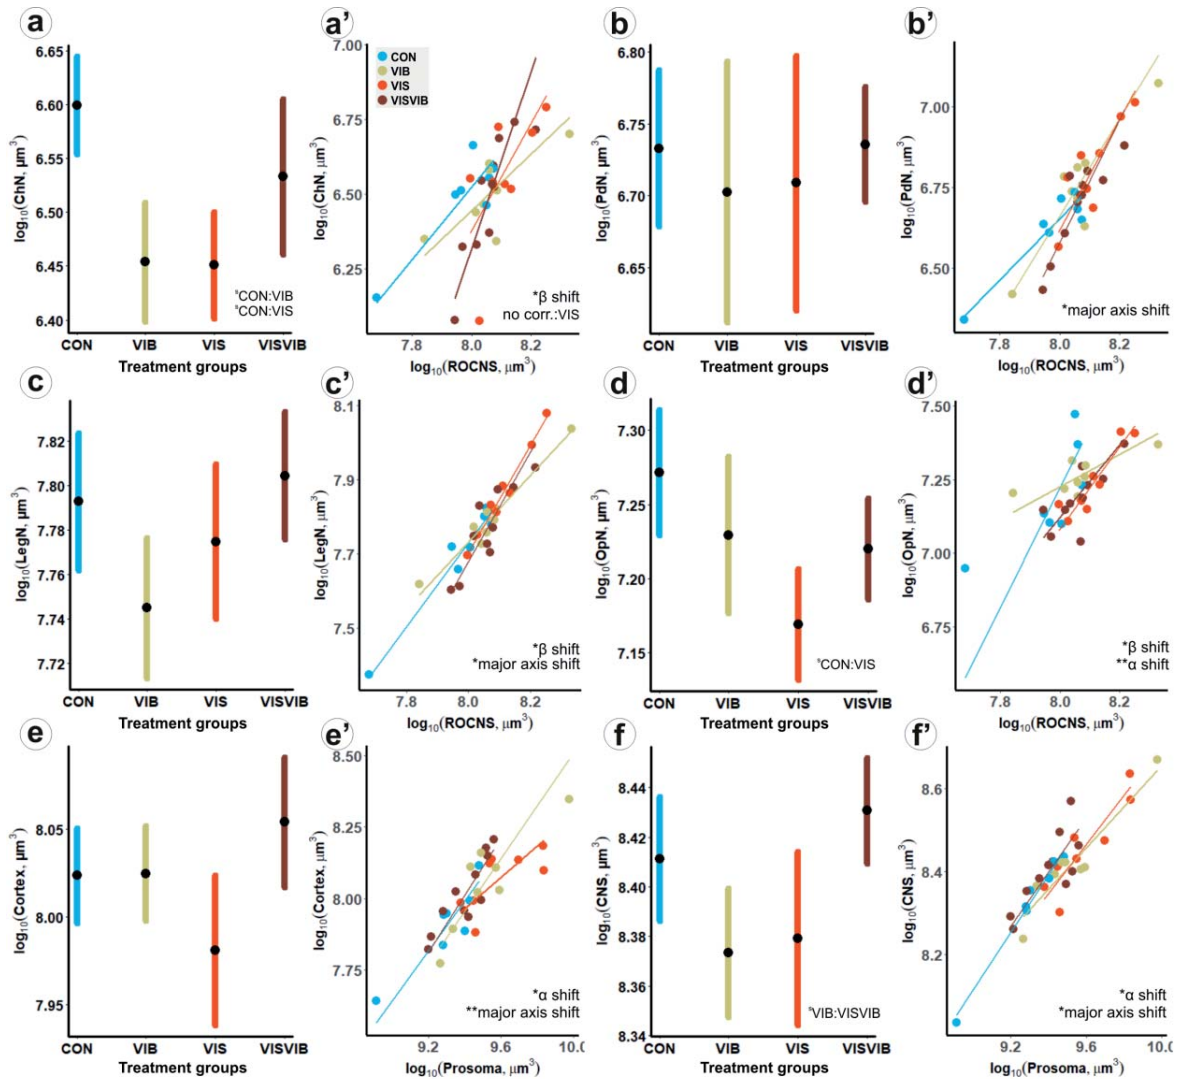 a
6.65
6.60
6.55
6.50
6.45
6.40
log10(ChN, μm³)
ˢCON:VIB
ˢCON:VIS
CON VIB VIS VISVIB
Treatment groups
a'
7.00
6.75
6.50
6.25
log10(ChN, μm³)
CON
VIB
VIS
VISVIB
*β shift
no corr.:VIS
7.8 8.0 8.2
log10(ROCNS, μm³)
b
6.80
6.75
6.70
6.65
log10(PdN, μm³)
CON VIB VIS VISVIB
Treatment groups
b'
7.00
6.75
6.50
log10(PdN, μm³)
*major axis shift
7.8 8.0 8.2
log10(ROCNS, μm³)
c
7.82
7.80
7.78
7.76
7.74
7.72
log10(LegN, μm³)
CON VIB VIS VISVIB
Treatment groups
c'
8.1
7.9
7.7
7.5
log10(LegN, μm³)
*β shift
*major axis shift
7.8 8.0 8.2
log10(ROCNS, μm³)
d
7.30
7.25
7.20
7.15
log10(OpN, μm³)
ˢCON:VIS
CON VIB VIS VISVIB
Treatment groups
d'
7.50
7.25
7.00
6.75
log10(OpN, μm³)
*β shift
**α shift
7.8 8.0 8.2
log10(ROCNS, μm³)
e
8.05
8.00
7.95
log10(Cortex, μm³)
CON VIB VIS VISVIB
Treatment groups
e'
8.50
8.25
8.00
7.75
log10(Cortex, μm³)
*α shift
**major axis shift
9.2 9.6 10.0
log10(Prosoma, μm³)
f
8.44
8.42
8.40
8.38
8.36
8.34
log10(CNS, μm³)
ˢVIB:VISVIB
CON VIB VIS VISVIB
Treatment groups
f'
8.6
8.4
8.2
log10(CNS, μm³)
*α shift
*major axis shift
9.2 9.6 10.0
log10(Prosoma, μm³)